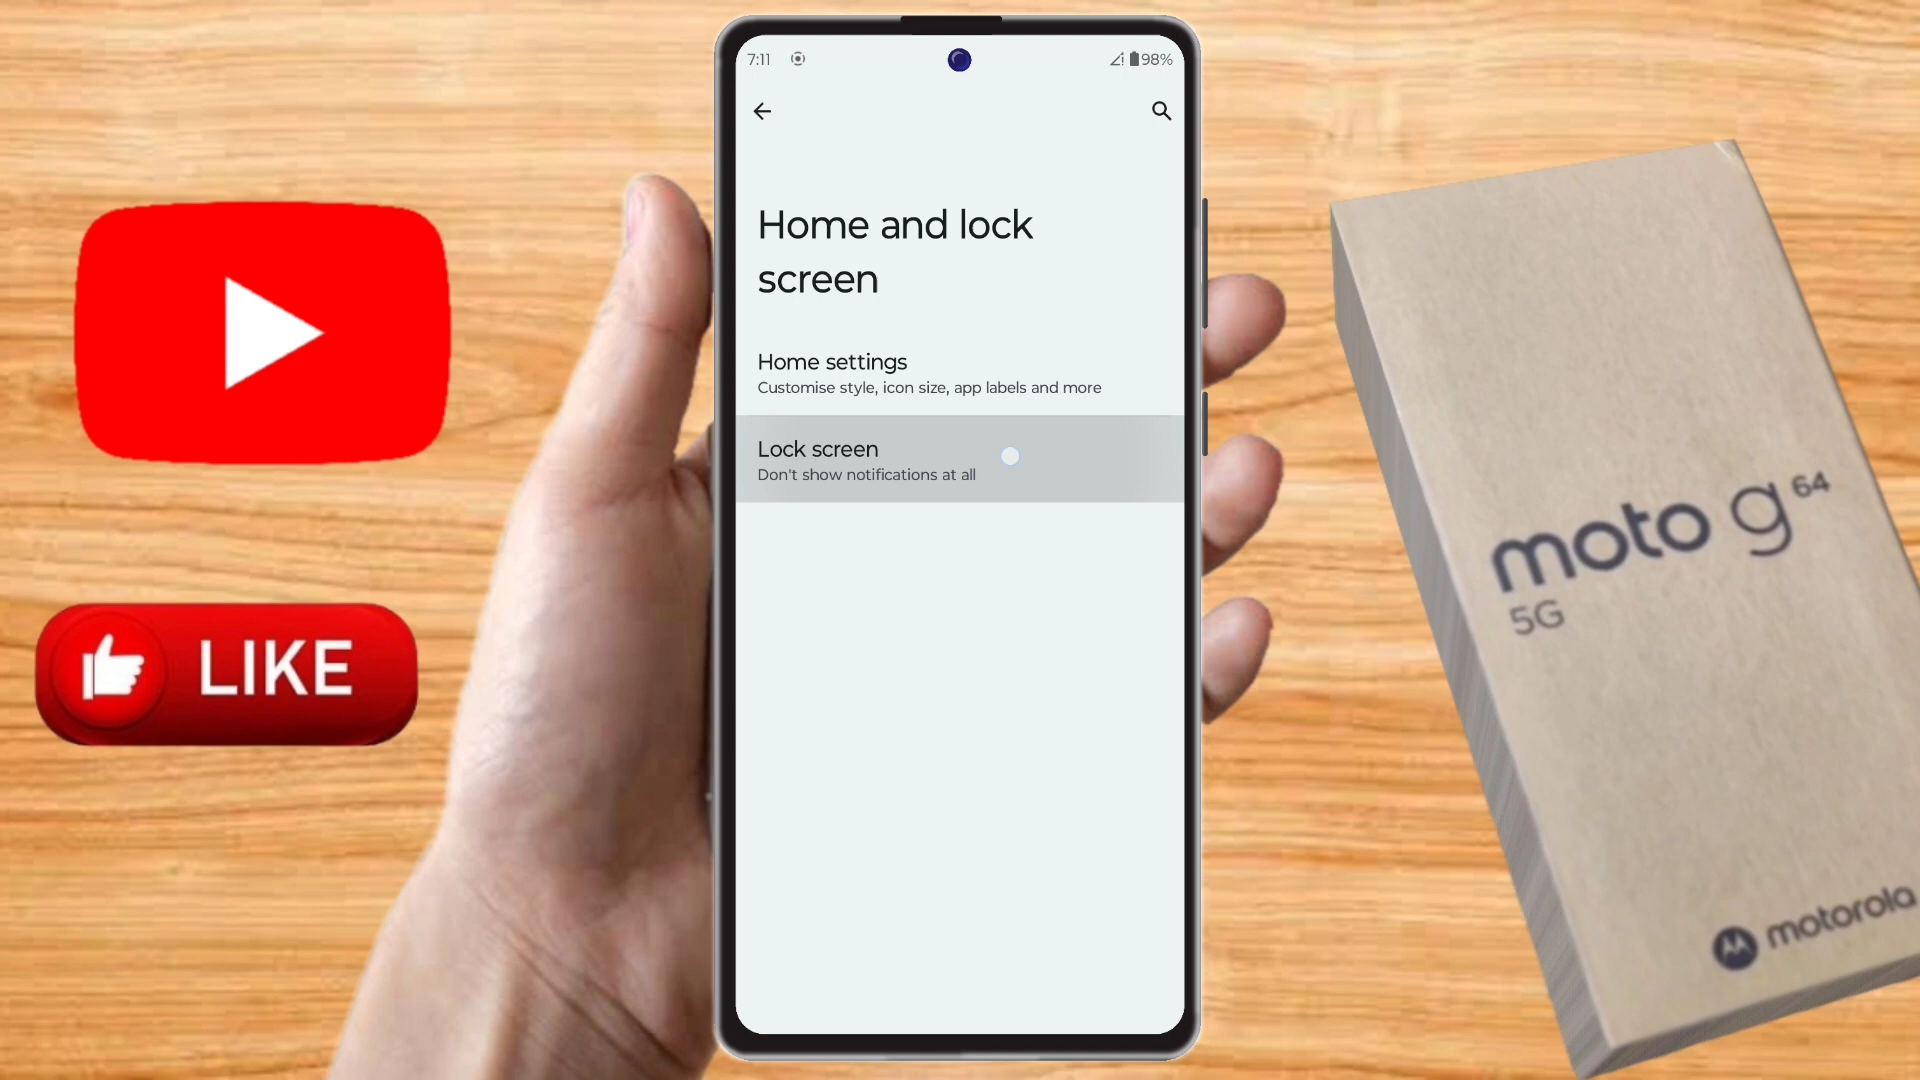 7:11
98%
Home and lock
screen
Home settings
Customise style, icon size, app labels and more
Lock screen
Don't show notifications at all
LIKE
moto g 64
5G
motorola